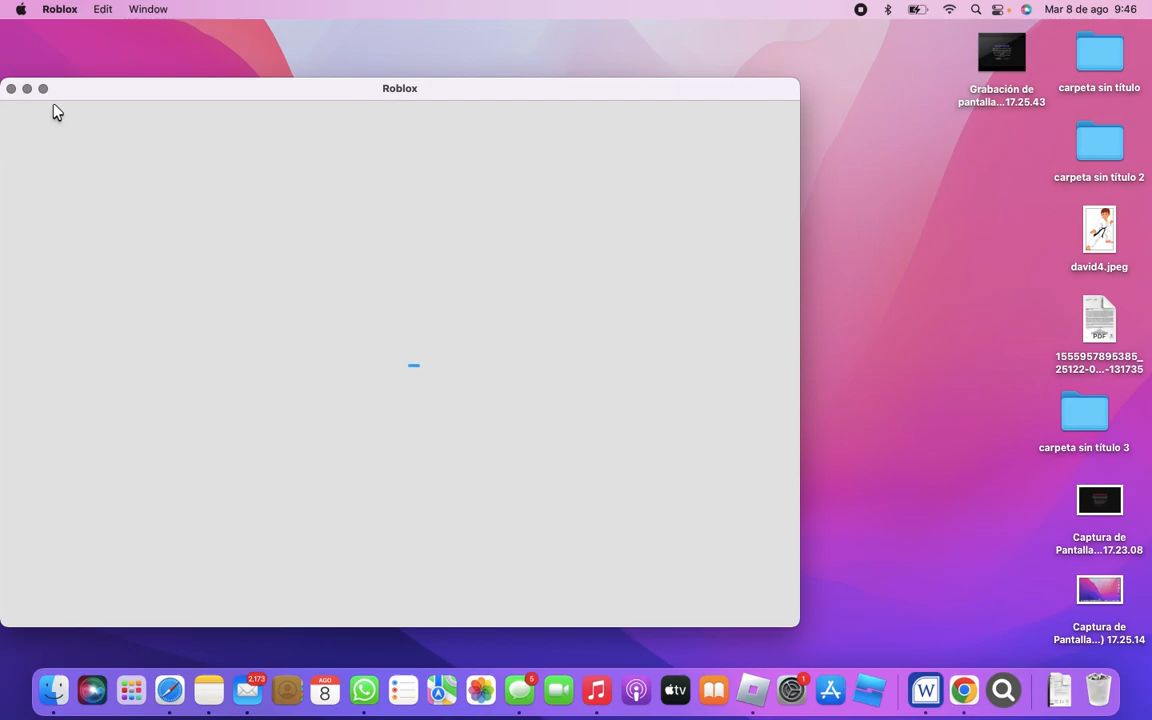 Roblox Edit Window Mar 8 de ago 9:46
Roblox
Grabación de
pantalla...17.25.43
carpeta sin título
carpeta sin título 2
david4.jpeg
PDF
1555957895385_
25122-0...-131735
carpeta sin título 3
Captura de
Pantalla...17.23.08
Captura de
Pantalla...) 17.25.14
2,173
AGO
8
5
tv
1
W